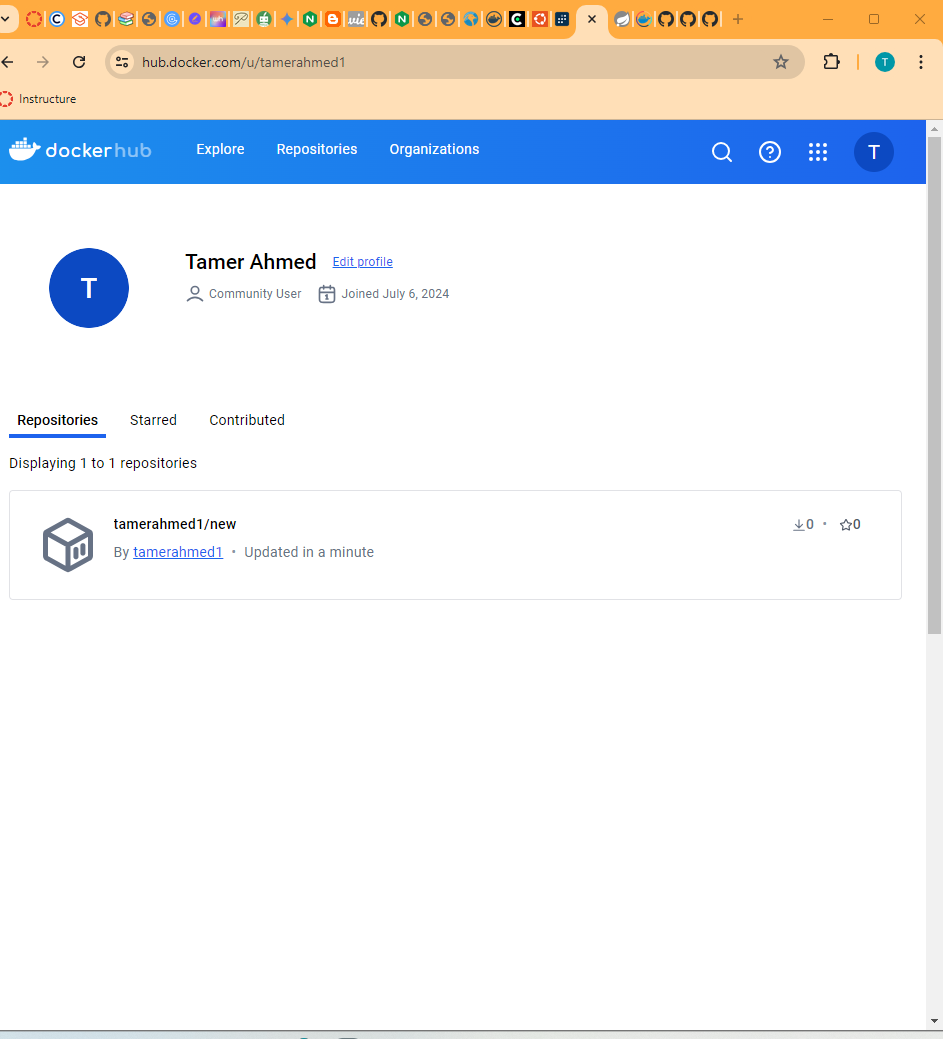 hub.docker.com/u/tamerahmed1
T
Instructure
dockerhub
Explore
Repositories
Organizations
T
T
Tamer Ahmed
Edit profile
Community User
Joined July 6, 2024
Repositories
Starred
Contributed
Displaying 1 to 1 repositories
tamerahmed1/new
0 • 0
By tamerahmed1 • Updated in a minute